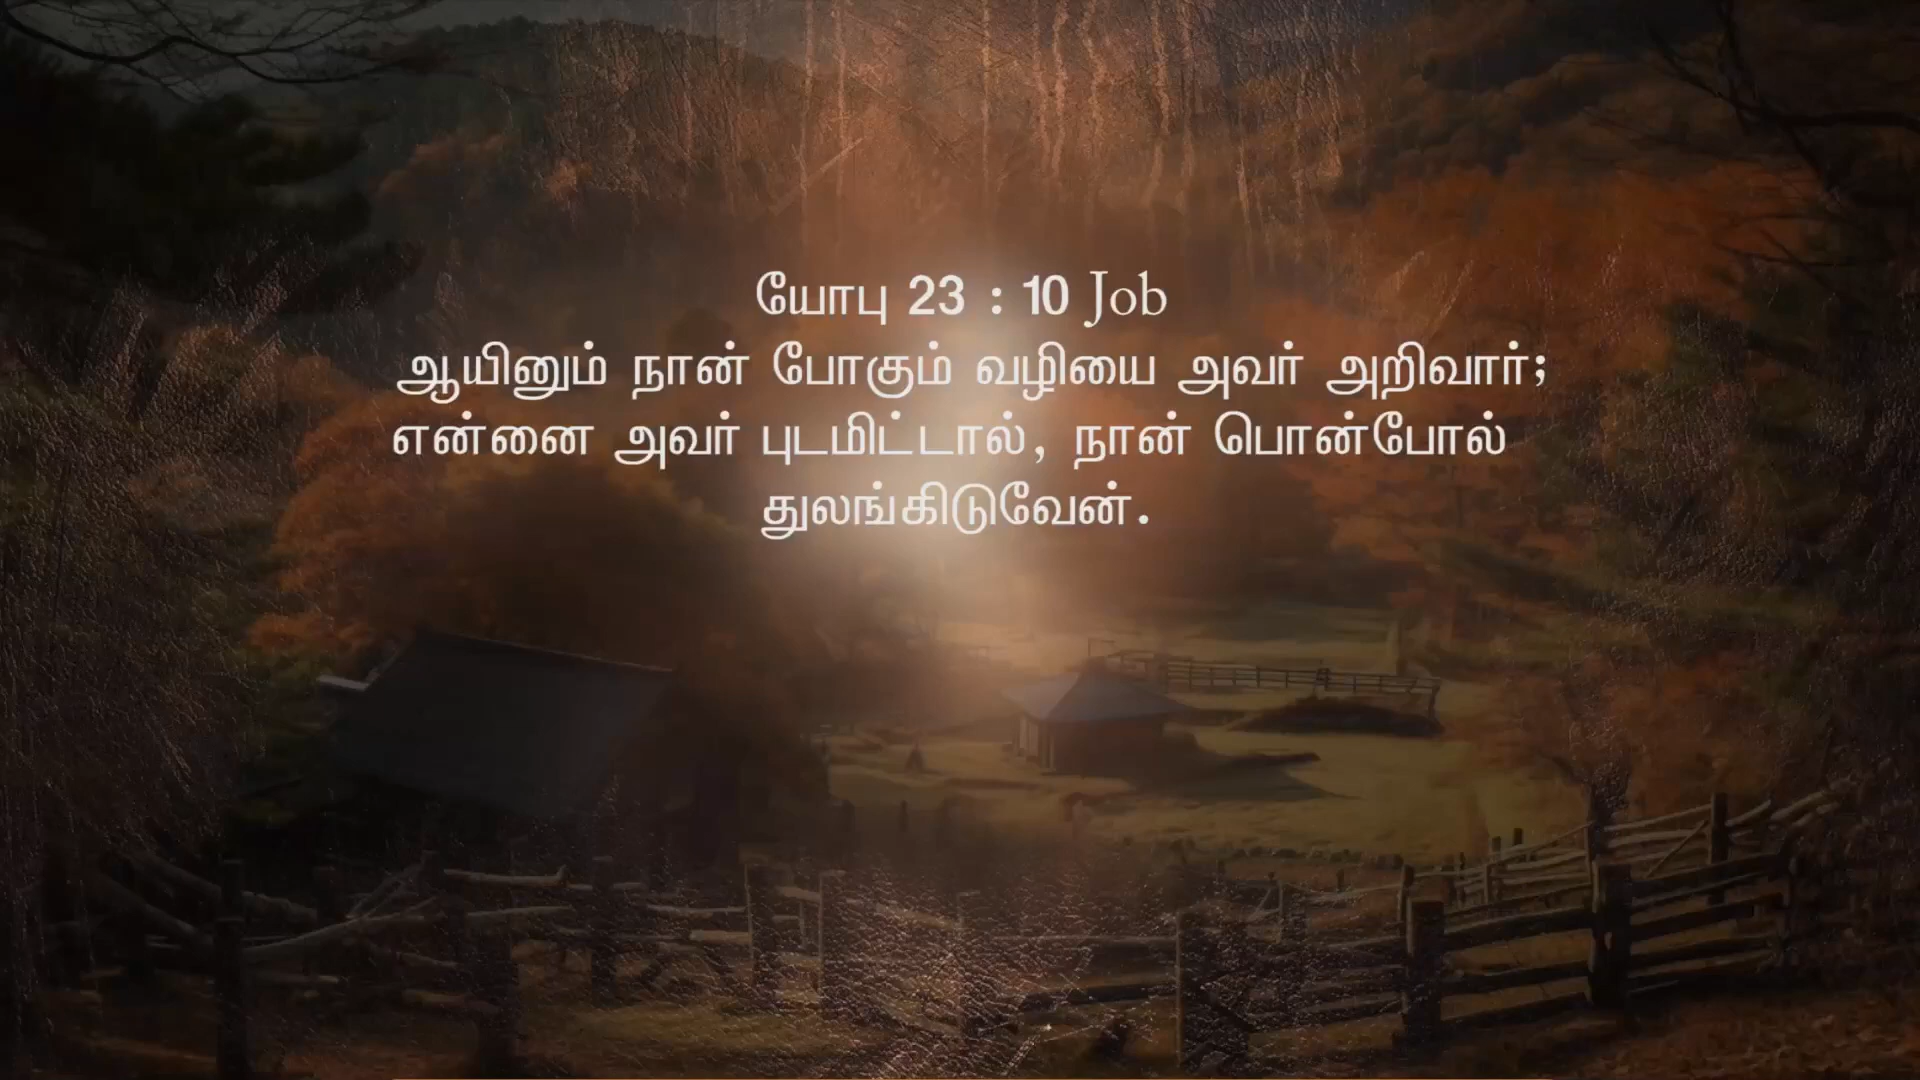 யோபு 23 : 10 Job
ஆயினும் நான் போகும் வழியை அவர் அறிவார்;
என்னை அவர் புடமிட்டால், நான் பொன்போல்
துலங்கிடுவேன்.